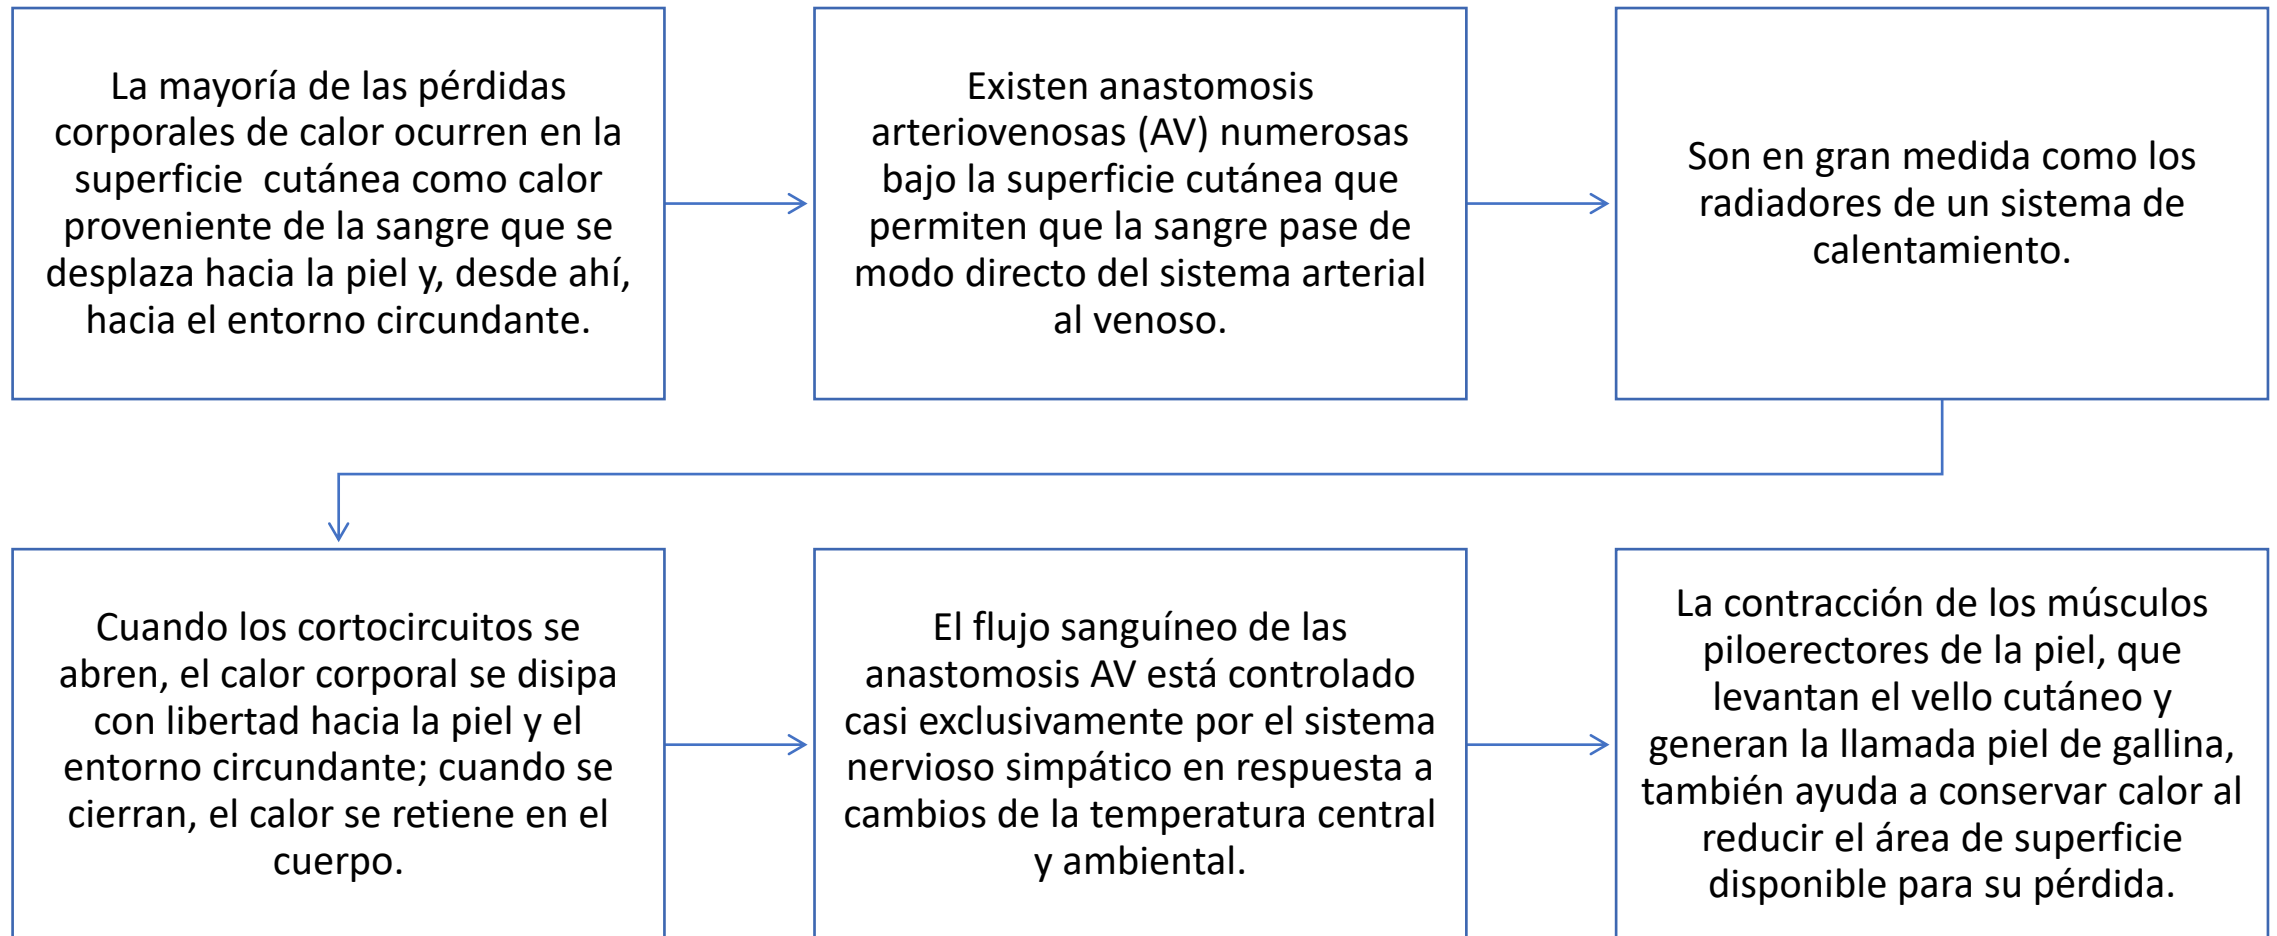 La mayoría de las pérdidas
corporales de calor ocurren en la
superficie  cutánea como calor
proveniente de la sangre que se
desplaza hacia la piel y, desde ahí,
hacia el entorno circundante.
Existen anastomosis
arteriovenosas (AV) numerosas
bajo la superficie cutánea que
permiten que la sangre pase de
modo directo del sistema arterial
al venoso.
Son en gran medida como los
radiadores de un sistema de
calentamiento.
Cuando los cortocircuitos se
abren, el calor corporal se disipa
con libertad hacia la piel y el
entorno circundante; cuando se
cierran, el calor se retiene en el
cuerpo.
El flujo sanguíneo de las
anastomosis AV está controlado
casi exclusivamente por el sistema
nervioso simpático en respuesta a
cambios de la temperatura central
y ambiental.
La contracción de los músculos
piloerectores de la piel, que
levantan el vello cutáneo y
generan la llamada piel de gallina,
también ayuda a conservar calor al
reducir el área de superficie
disponible para su pérdida.